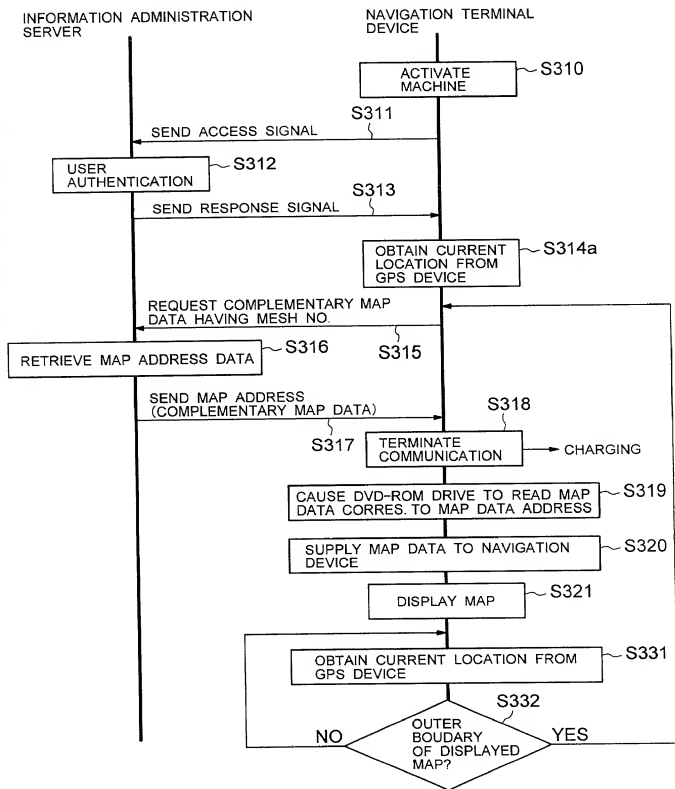 INFORMATION ADMINISTRATION
SERVER
NAVIGATION TERMINAL
DEVICE
ACTIVATE
MACHINE
S310
S311
SEND ACCESS SIGNAL
USER
AUTHENTICATION
S312
S313
SEND RESPONSE SIGNAL
OBTAIN CURRENT
LOCATION FROM
GPS DEVICE
S314a
REQUEST COMPLEMENTARY MAP
DATA HAVING MESH NO.
S315
RETRIEVE MAP ADDRESS DATA
S316
SEND MAP ADDRESS
(COMPLEMENTARY MAP DATA)
S317
S318
TERMINATE
COMMUNICATION
CHARGING
CAUSE DVD-ROM DRIVE TO READ MAP
DATA CORRES. TO MAP DATA ADDRESS
S319
SUPPLY MAP DATA TO NAVIGATION
DEVICE
S320
DISPLAY MAP
S321
OBTAIN CURRENT LOCATION FROM
GPS DEVICE
S331
S332
OUTER
BOUDARY
OF DISPLAYED
MAP?
NO
YES